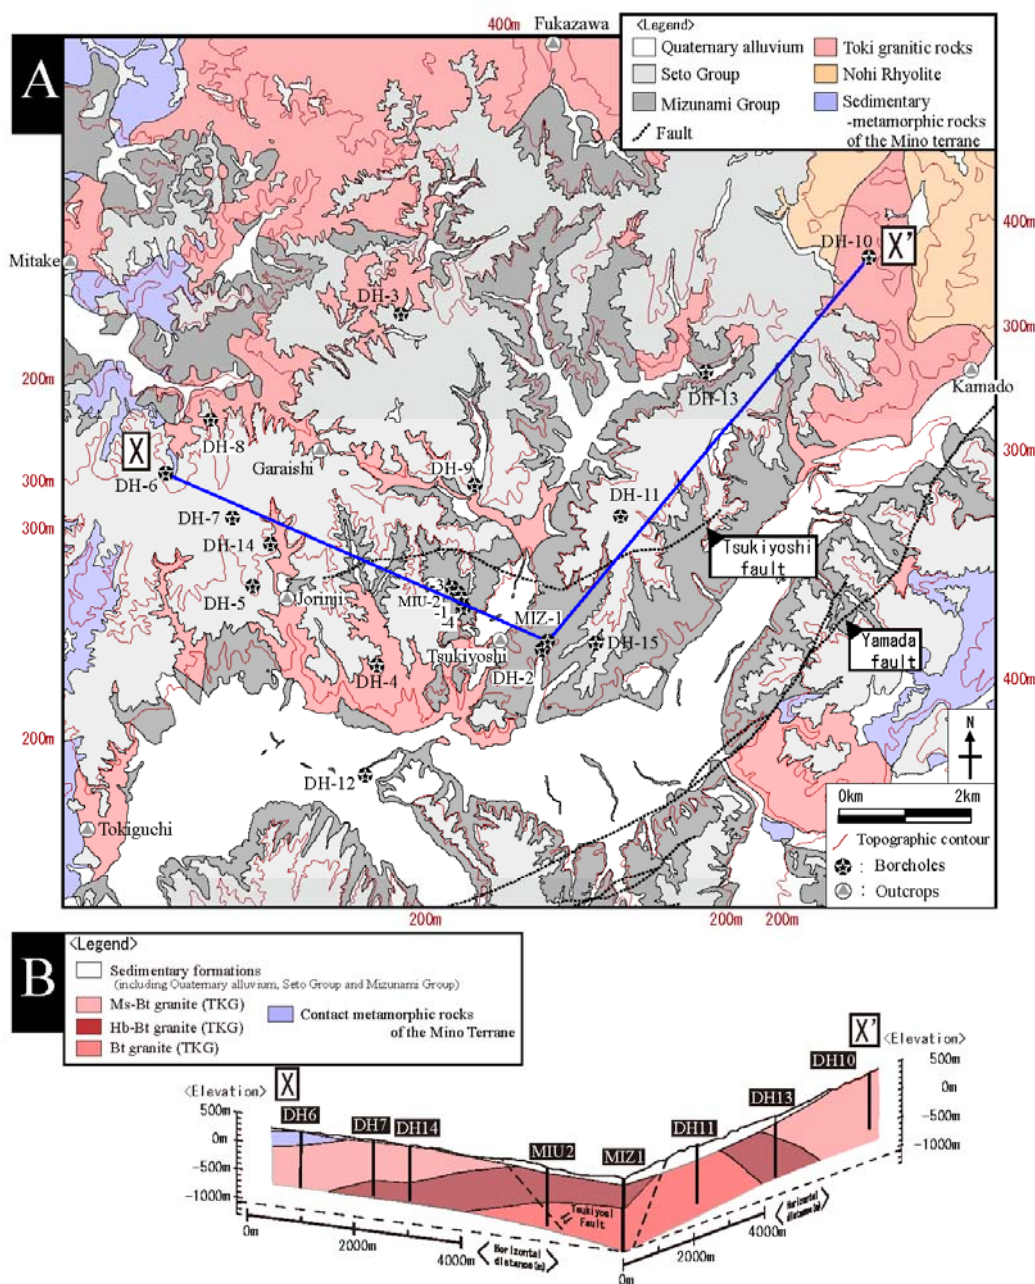 400m
Fukazawa
A
<Legend>
Quaternary alluvium
Seto Group
Mizunami Group
Fault
Toki granitic rocks
Nohi Rhyolite
Sedimentary
-metamorphic rocks
of the Mino terrane
Mitake
400m
DH-10
X'
DH-3
300m
200m
DH-13
Kamado
X
DH-8
Garaishi
DH-9
DH-6
300m
300m
DH-11
DH-7
300m
DH-14
Tsukiyoshi
fault
DH-5
Jorinji
-3
MIU-2
-1
-4
MIZ-1
Tsukiyoshi
DH-15
DH-2
DH-4
Yamada
fault
400m
200m
N
DH-12
0km
2km
Tokiguchi
Topographic contour
: Boreholes
: Outcrops
200m
200m
200m
B
<Legend>
Sedimentary formations
(including Quaternary alluvium, Seto Group and Mizunami Group)
Ms-Bt granite (TKG)
Hb-Bt granite (TKG)
Bt granite (TKG)
Contact metamorphic rocks
of the Mino Terrane
X'
<Elevation>
DH10
500m
0m
-500m
-1000m
X
<Elevation>
500m
0m
-500m
-1000m
DH6
DH7
DH14
MIU2
MIZ1
DH11
DH13
Tsukiyosi
Fault
0m
2000m
4000m
Horizontal
distance(m)
0m
2000m
4000m
Horizontal
distance(m)